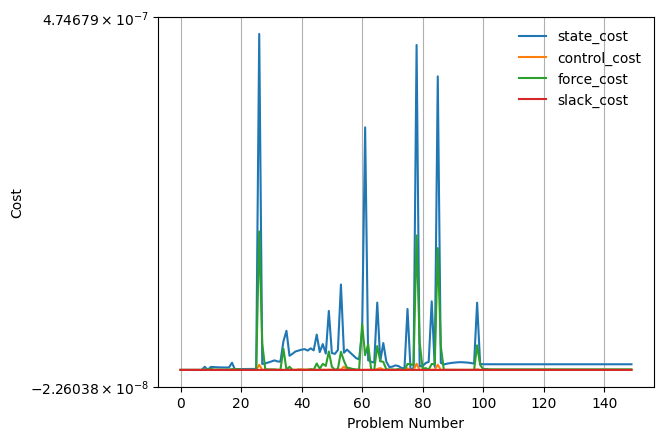 4.74679 × 10⁻⁷
state_cost
control_cost
force_cost
slack_cost
Cost
−2.26038 × 10⁻⁸
0 20 40 60 80 100 120 140
Problem Number